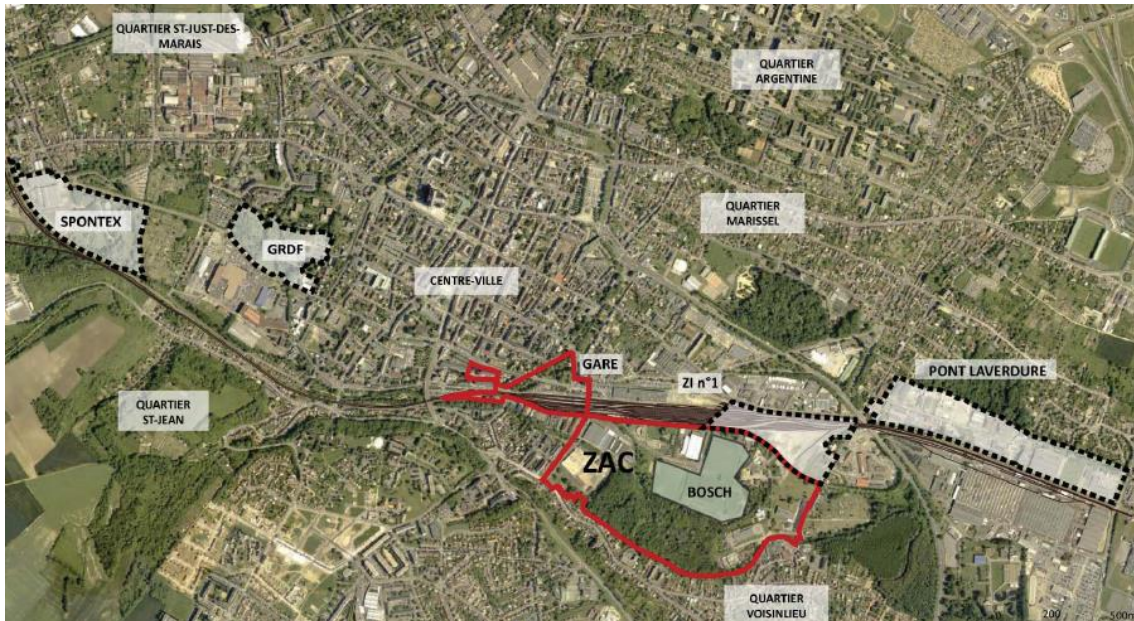 QUARTIER ST-JUST-DES-
MARAIS
QUARTIER
ARGENTINE
SPONTEX
GRDF
QUARTIER
MARISSEL
CENTRE-VILLE
GARE
ZI n°1
PONT LAVERDURE
QUARTIER
ST-JEAN
ZAC
BOSCH
QUARTIER
VOISINLIEU
0 200 500m